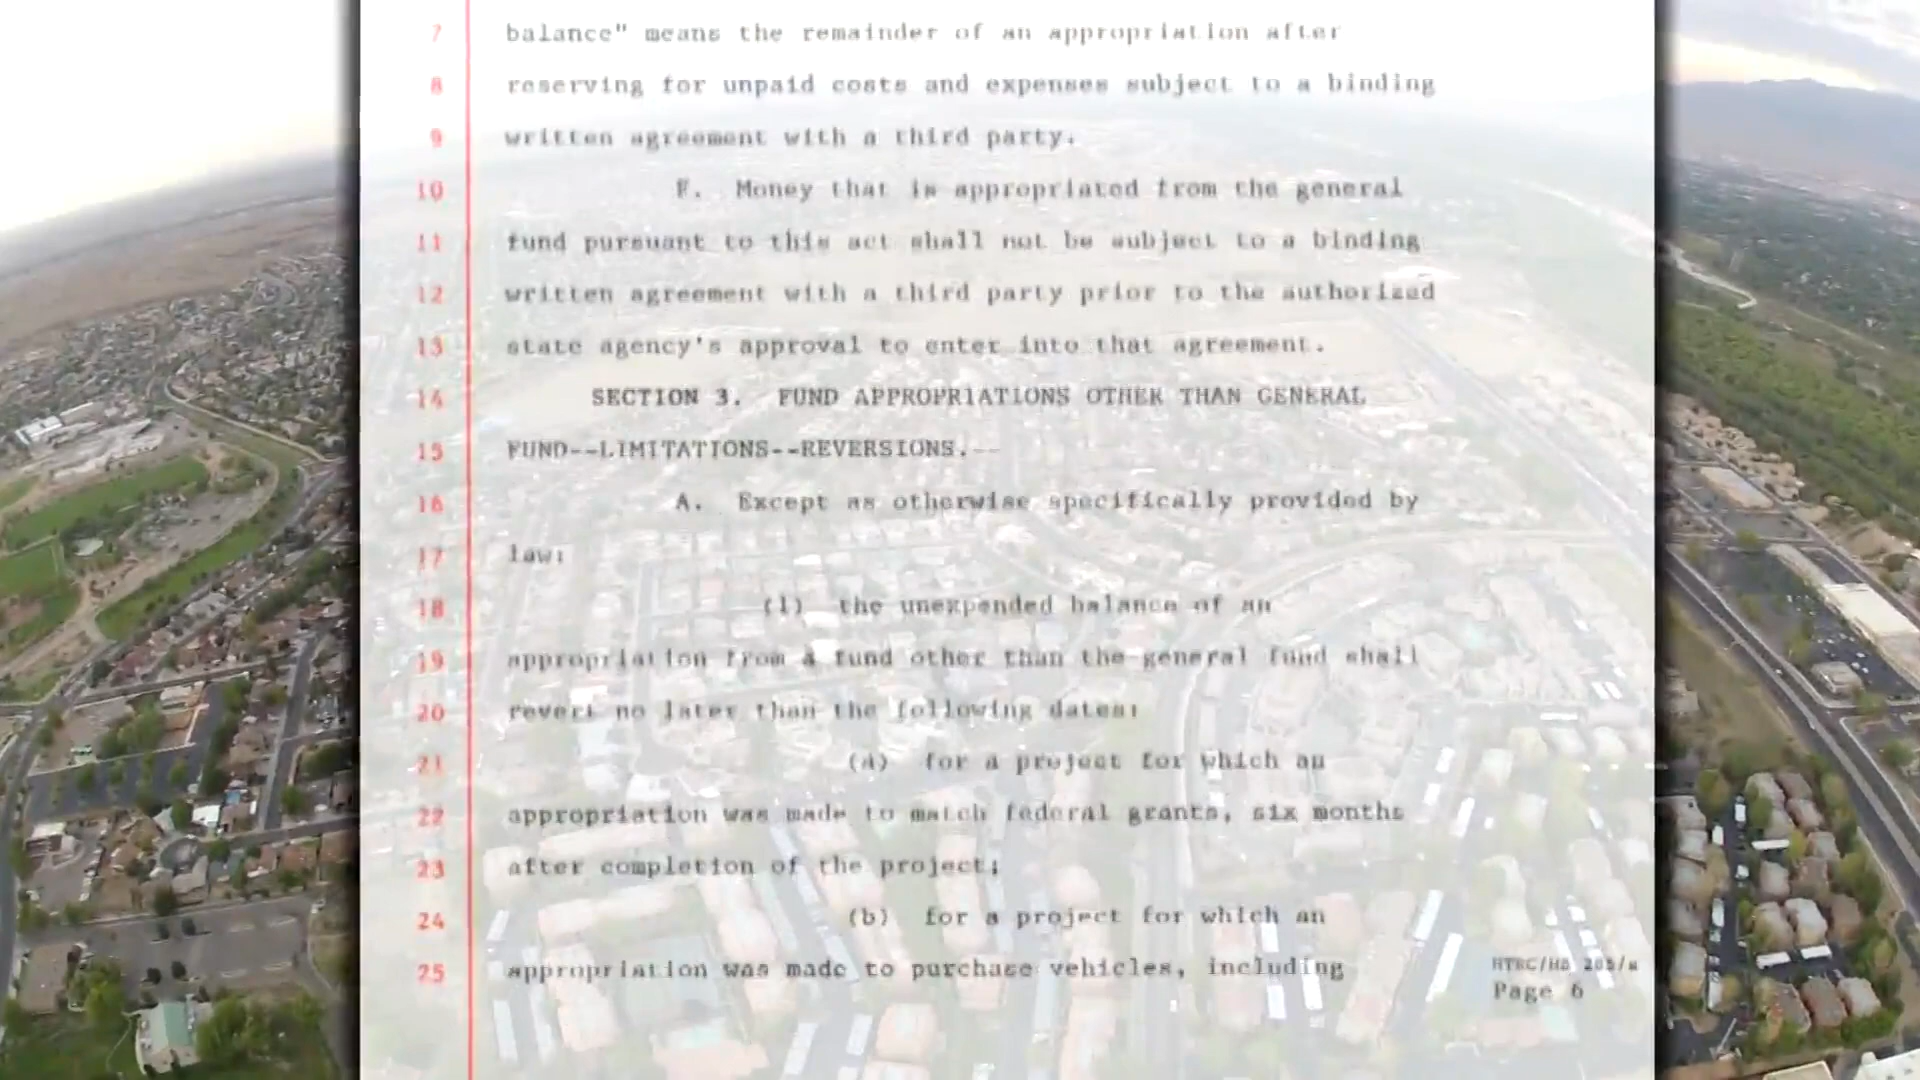 7 balance" means the remainder of an appropriation after
8 reserving for unpaid costs and expenses subject to a binding
9 written agreement with a third party.
10 F. Money that is appropriated from the general
11 fund pursuant to this act shall not be subject to a binding
12 written agreement with a third party prior to the authorized
13 state agency's approval to enter into that agreement.
14 SECTION 3. FUND APPROPRIATIONS OTHER THAN GENERAL
15 FUND--LIMITATIONS--REVERSIONS.--
16 A. Except as otherwise specifically provided by
17 law:
18 (1) the unexpended balance of an
19 appropriation from a fund other than the general fund shall
20 revert no later than the following dates:
21 (a) for a project for which an
22 appropriation was made to match federal grants, six months
23 after completion of the project;
24 (b) for a project for which an
25 appropriation was made to purchase vehicles, including
Page 6